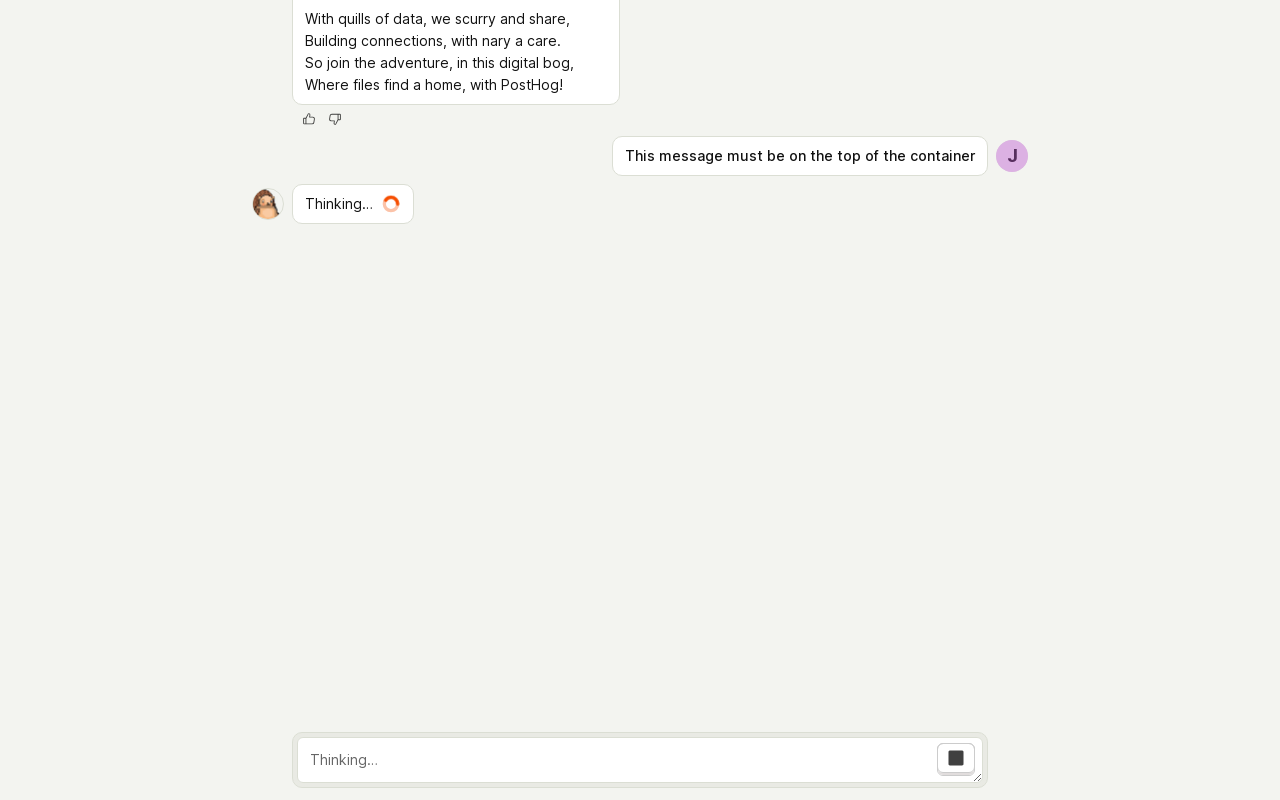 With quills of data, we scurry and share,
Building connections, with nary a care.
So join the adventure, in this digital bog,
Where files find a home, with PostHog!
This message must be on the top of the container
J
Thinking…
Thinking…